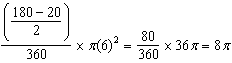 ((180 − 20)/2)/360 × π(6)² = 80/360 × 36π = 8π